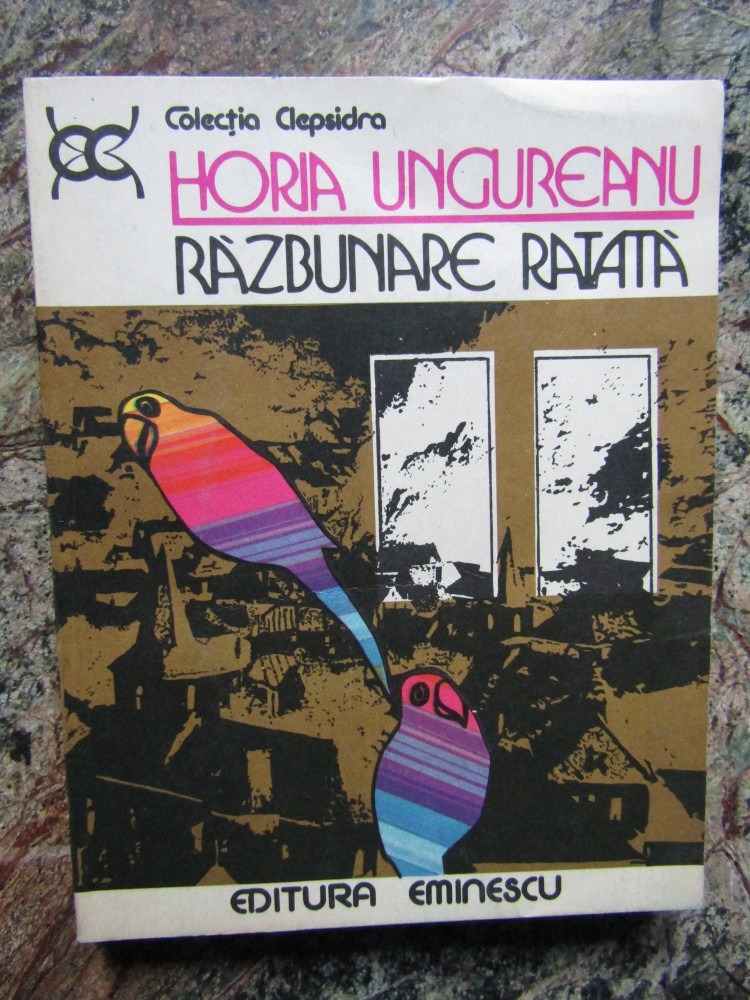 Colecția Clepsidra
HORIA UNGUREANU
RĂZBUNARE RATATĂ
EDITURA EMINESCU